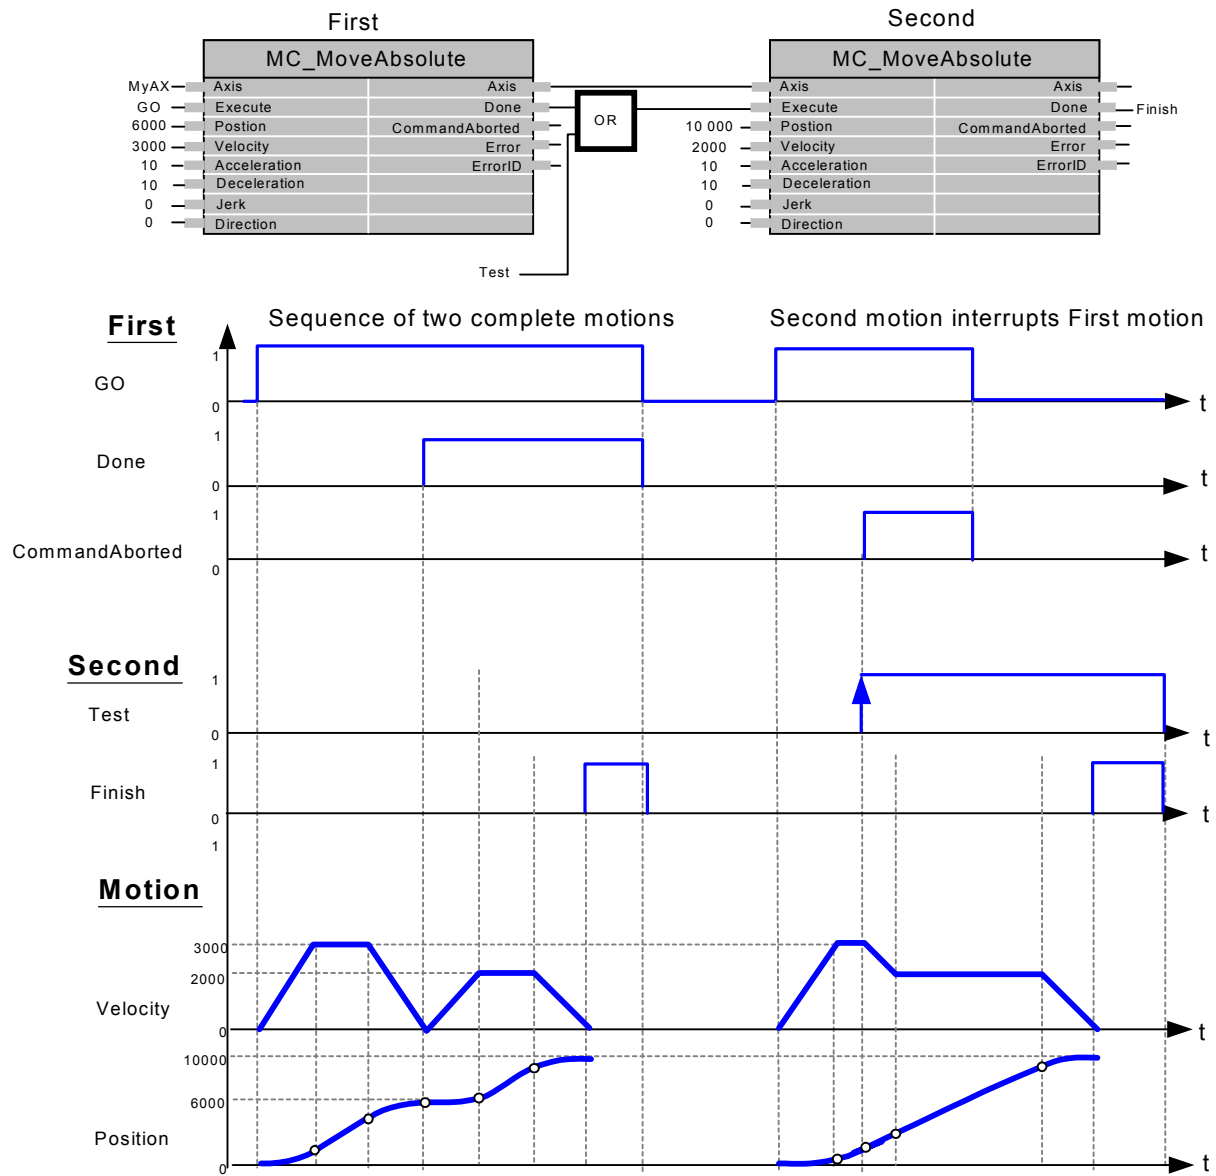 First Second
MC_MoveAbsolute MC_MoveAbsolute
MyAX Axis Axis Axis Axis
GO Execute Done OR Execute Done Finish
6000 Postion CommandAborted 10 000 Postion CommandAborted
3000 Velocity Error 2000 Velocity Error
10 Acceleration ErrorID 10 Acceleration ErrorID
10 Deceleration 10 Deceleration
0 Jerk 0 Jerk
0 Direction 0 Direction
Test
First Sequence of two complete motions Second motion interrupts First motion
1
GO
0 t
1
Done
0 t
1
CommandAborted t
0
Second 1
Test
0 t
1
Finish
0 t
1
Motion
3000
2000
Velocity
0 t
10000
6000
Position
0 t